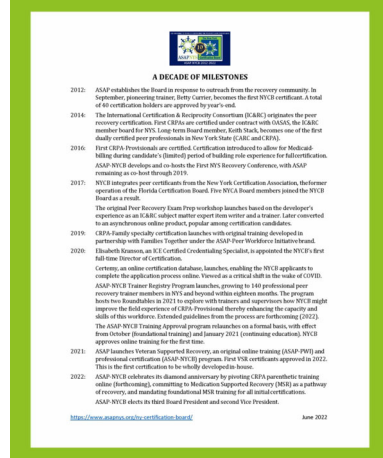 ASAP
10
A DECADE OF MILESTONES
2012: ASAP establishes the Board in response to outreach from the recovery community. In
September, pioneering trainer, Betty Currier, becomes the first NYCB certificant. A total
of 40 certification holders are approved by year's-end.
2014: The International Certification & Reciprocity Consortium (IC&RC) originates the peer
recovery certification. First CRPAs are certified under contract with OASAS, the IC&RC
member board for NYS. Long-term Board member, Keith Stack, becomes one of the first
dually certified peer professionals in New York State (CARC and CRPA).
2016: First CRPA-Provisionals are certified. Certification introduced to allow for Medicaid-
billing during candidate's (limited) period of building role experience for full certification.
ASAP-NYCB develops and co-hosts the First NYS Recovery Conference, with ASAP
remaining as co-host through 2019.
2017: NYCB integrates peer certificants from the New York Certification Association, the former
operation of the Florida Certification Board. Five NYCA Board members joined the NYCB
Board as a result.
The original Peer Recovery Exam Prep workshop launches based on the developer's
experience as an IC&RC subject matter expert item writer and a trainer. Later converted
to an asynchronous online product, popular among certification candidates.
2019: CRPA-Family specialty certification launches with original training developed in
partnership with Families Together under the ASAP-Peer Workforce Initiative brand.
2020: Elisabeth Kranson, an ICE Certified Credentialing Specialist, is appointed the NYCB's first
full-time Director of Certification.
Certemy, an online certification database, launches, enabling the NYCB applicants to
complete the application process online. Viewed as a critical shift in the wake of COVID.
ASAP-NYCB Trainer Registry Program launches, growing to 140 professional peer
recovery trainer members in NYS and beyond within eighteen months. The program
hosts two Roundtables in 2021 to explore with trainers and supervisors how NYCB might
improve the field experience of CRPA-Provisional thereby enhancing the capacity and
skills of this workforce. Extended guidelines from the process are forthcoming (2022).
The ASAP-NYCB Training Approval program relaunches on a formal basis, with effect
from October (foundational training) and January 2021 (continuing education). NYCB
approves online training for the first time.
2021: ASAP launches Veteran Supported Recovery, an original online training (ASAP-PWI) and
professional certification (ASAP-NYCB) program. First VSR certificants approved in 2022.
This is the first certification to be wholly developed in-house.
2022: ASAP-NYCB celebrates its diamond anniversary by pivoting CRPA parenthetic training
online (forthcoming), committing to Medication Supported Recovery (MSR) as a pathway
of recovery, and mandating foundational MSR training for all initial certifications.
ASAP-NYCB elects its third Board President and second Vice President.
https://www.asapnys.org/ny-certification-board/ June 2022